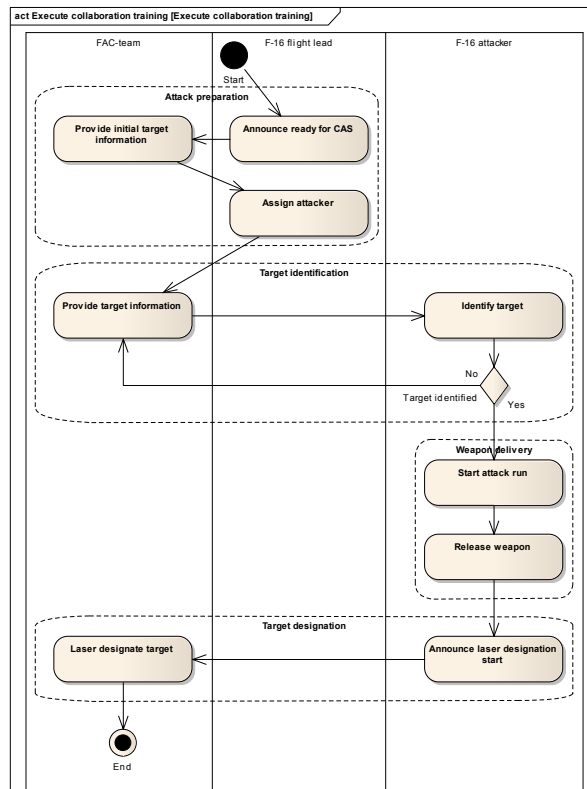 act Execute collaboration training [Execute collaboration training]
FAC-team
F-16 flight lead
F-16 attacker
Start
Attack preparation
Provide initial target
information
Announce ready for CAS
Assign attacker
Target identification
Provide target information
Identify target
No
Target identified
Yes
Weapon delivery
Start attack run
Release weapon
Target designation
Laser designate target
Announce laser designation
start
End